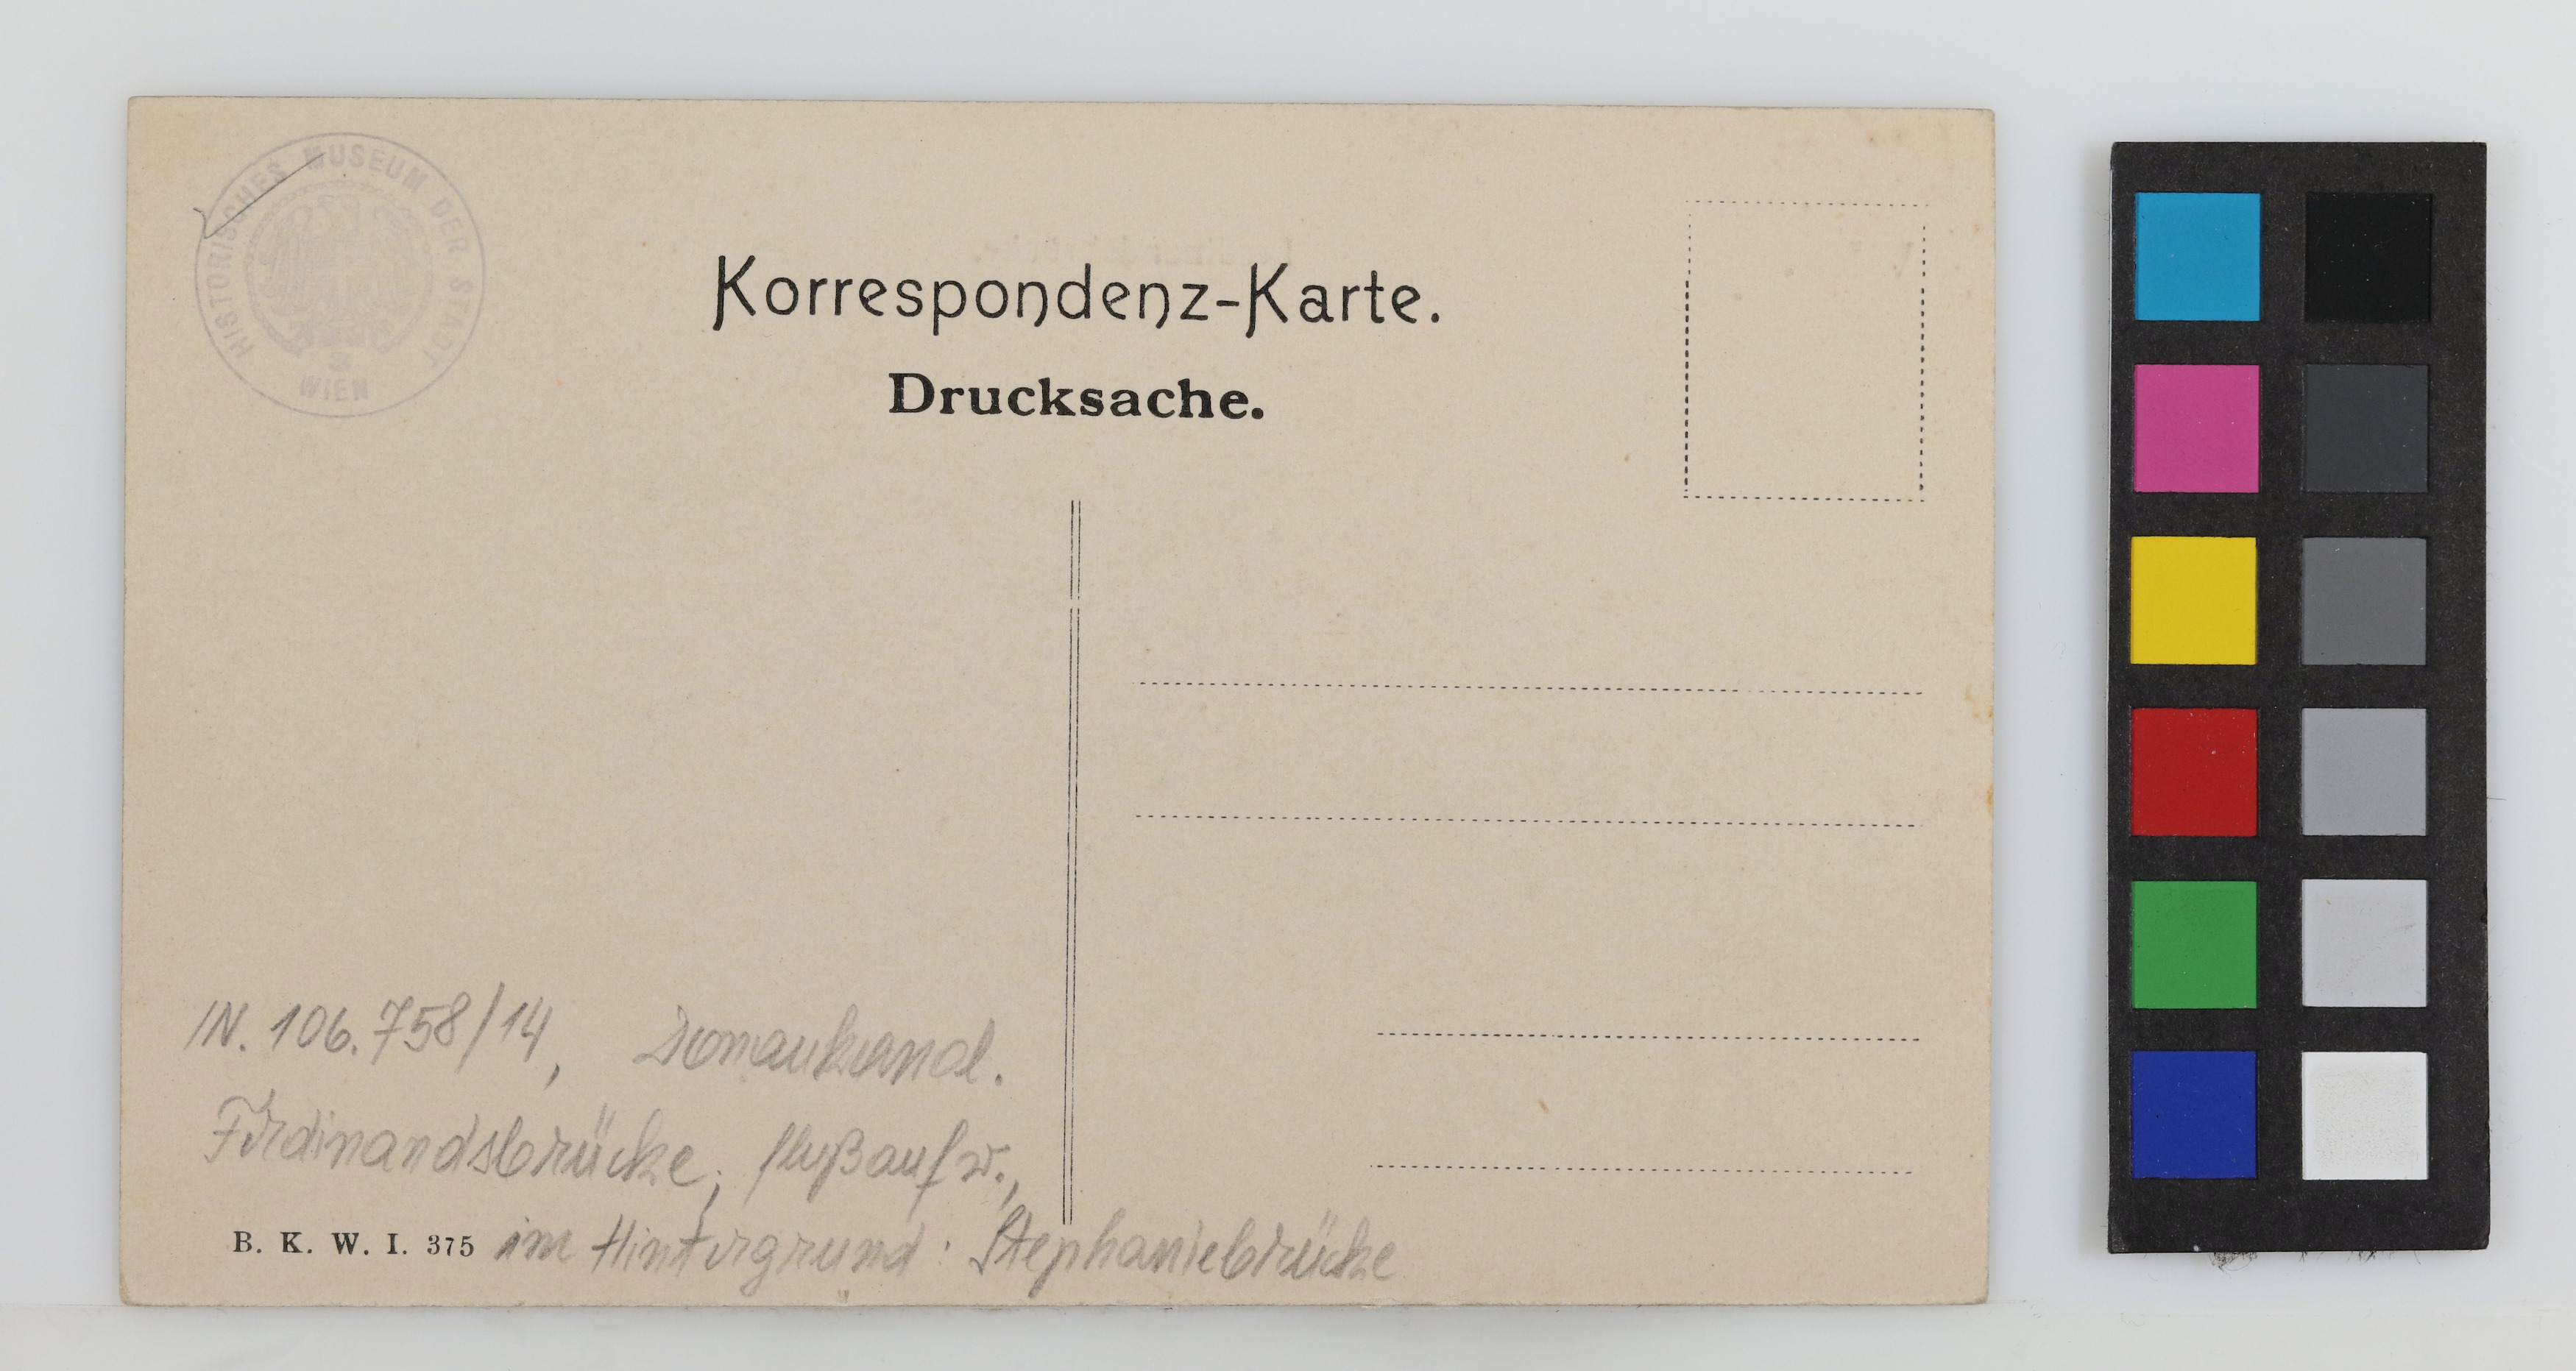 HISTORISCHES MUSEUM DER STADT
WIEN
Korrespondenz-Karte.
Drucksache.
IN. 106.758/14, Donaukanal.
Ferdinandsbrücke, flußaufw.,
B. K. W. I. 375 im Hintergrund: Stephaniebrücke